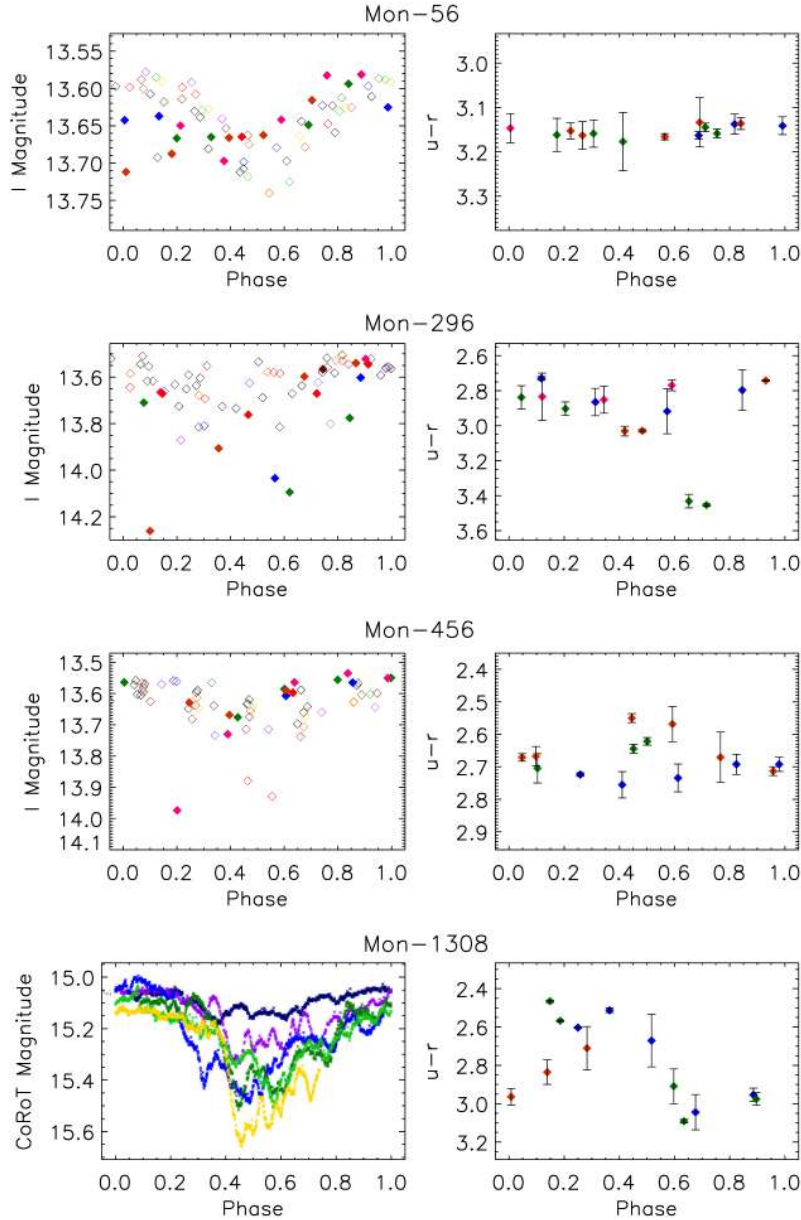 Mon-56
13.55
13.60
13.65
13.70
13.75
I Magnitude
0.0 0.2 0.4 0.6 0.8 1.0
Phase
3.0
3.1
3.2
3.3
u-r
0.0 0.2 0.4 0.6 0.8 1.0
Phase
Mon-296
13.6
13.8
14.0
14.2
I Magnitude
0.0 0.2 0.4 0.6 0.8 1.0
Phase
2.6
2.8
3.0
3.2
3.4
3.6
u-r
0.0 0.2 0.4 0.6 0.8 1.0
Phase
Mon-456
13.5
13.6
13.7
13.8
13.9
14.0
14.1
I Magnitude
0.0 0.2 0.4 0.6 0.8 1.0
Phase
2.4
2.5
2.6
2.7
2.8
2.9
u-r
0.0 0.2 0.4 0.6 0.8 1.0
Phase
Mon-1308
15.0
15.2
15.4
15.6
CoRoT Magnitude
0.0 0.2 0.4 0.6 0.8 1.0
Phase
2.4
2.6
2.8
3.0
3.2
u-r
0.0 0.2 0.4 0.6 0.8 1.0
Phase